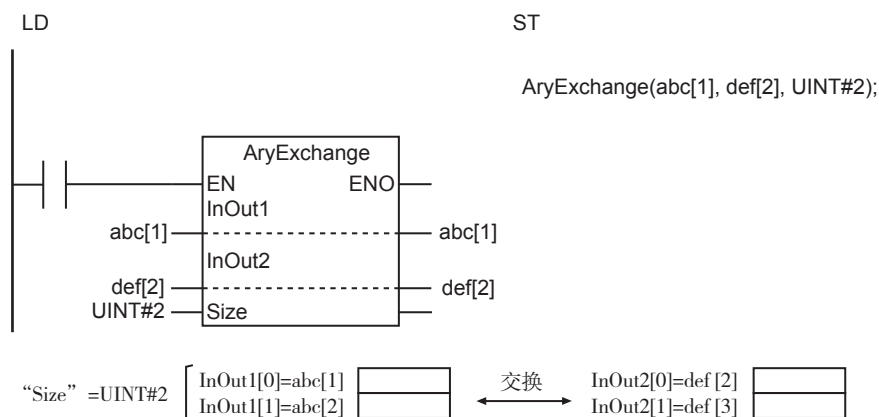 LD
ST
AryExchange(abc[1], def[2], UINT#2);
AryExchange
EN ENO
InOut1
abc[1] abc[1]
InOut2
def[2] def[2]
UINT#2 Size
“Size” =UINT#2
InOut1[0]=abc[1]
InOut1[1]=abc[2]
交换
InOut2[0]=def [2]
InOut2[1]=def [3]